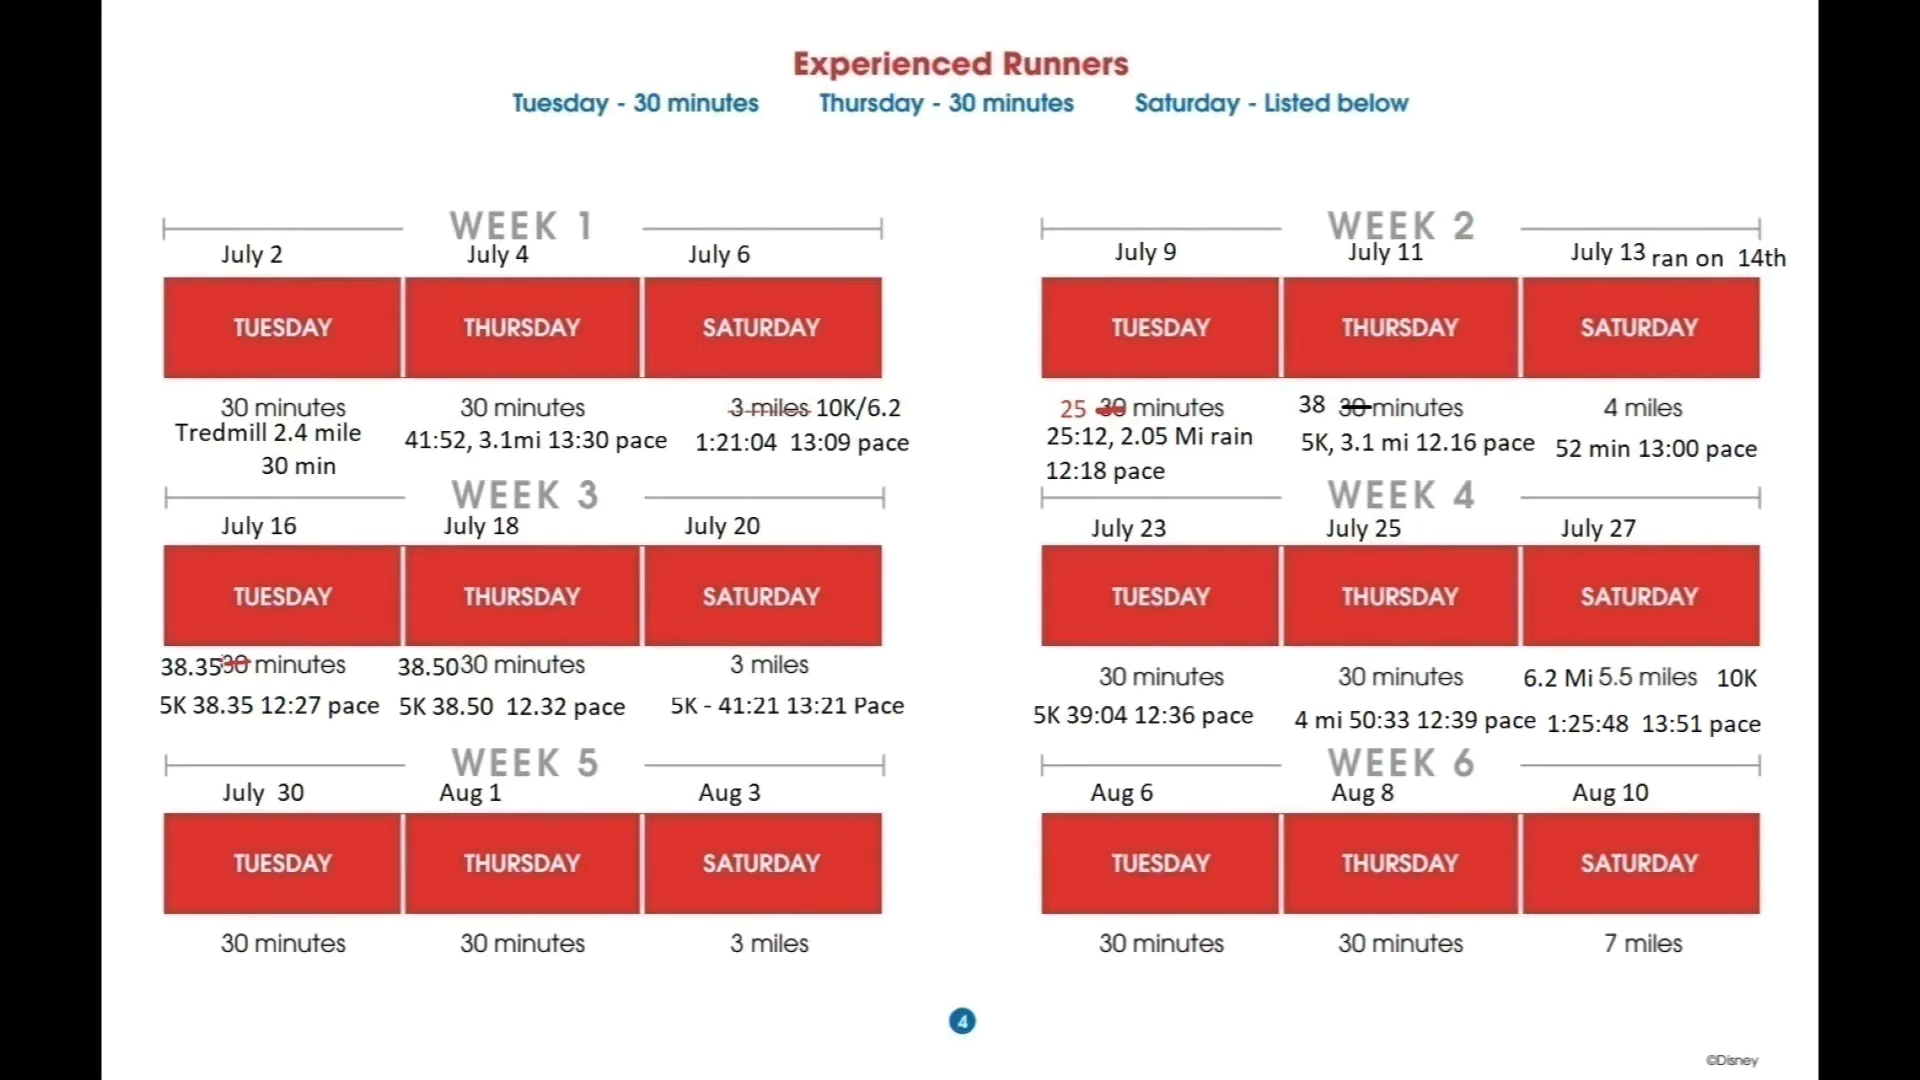 Experienced Runners
Tuesday - 30 minutes Thursday - 30 minutes Saturday - Listed below
WEEK 1
July 2 July 4 July 6
TUESDAY THURSDAY SATURDAY
30 minutes 30 minutes 3 miles 10K/6.2
Tredmill 2.4 mile 41:52, 3.1mi 13:30 pace 1:21:04 13:09 pace
30 min
WEEK 2
July 9 July 11 July 13 ran on 14th
TUESDAY THURSDAY SATURDAY
25 30 minutes 38 30 minutes 4 miles
25:12, 2.05 Mi rain 5K, 3.1 mi 12.16 pace 52 min 13:00 pace
12:18 pace
WEEK 3
July 16 July 18 July 20
TUESDAY THURSDAY SATURDAY
38.35 30 minutes 38.50 30 minutes 3 miles
5K 38.35 12:27 pace 5K 38.50 12.32 pace 5K - 41:21 13:21 Pace
WEEK 4
July 23 July 25 July 27
TUESDAY THURSDAY SATURDAY
30 minutes 30 minutes 6.2 Mi 5.5 miles 10K
5K 39:04 12:36 pace 4 mi 50:33 12:39 pace 1:25:48 13:51 pace
WEEK 5
July 30 Aug 1 Aug 3
TUESDAY THURSDAY SATURDAY
30 minutes 30 minutes 3 miles
WEEK 6
Aug 6 Aug 8 Aug 10
TUESDAY THURSDAY SATURDAY
30 minutes 30 minutes 7 miles
4
©Disney